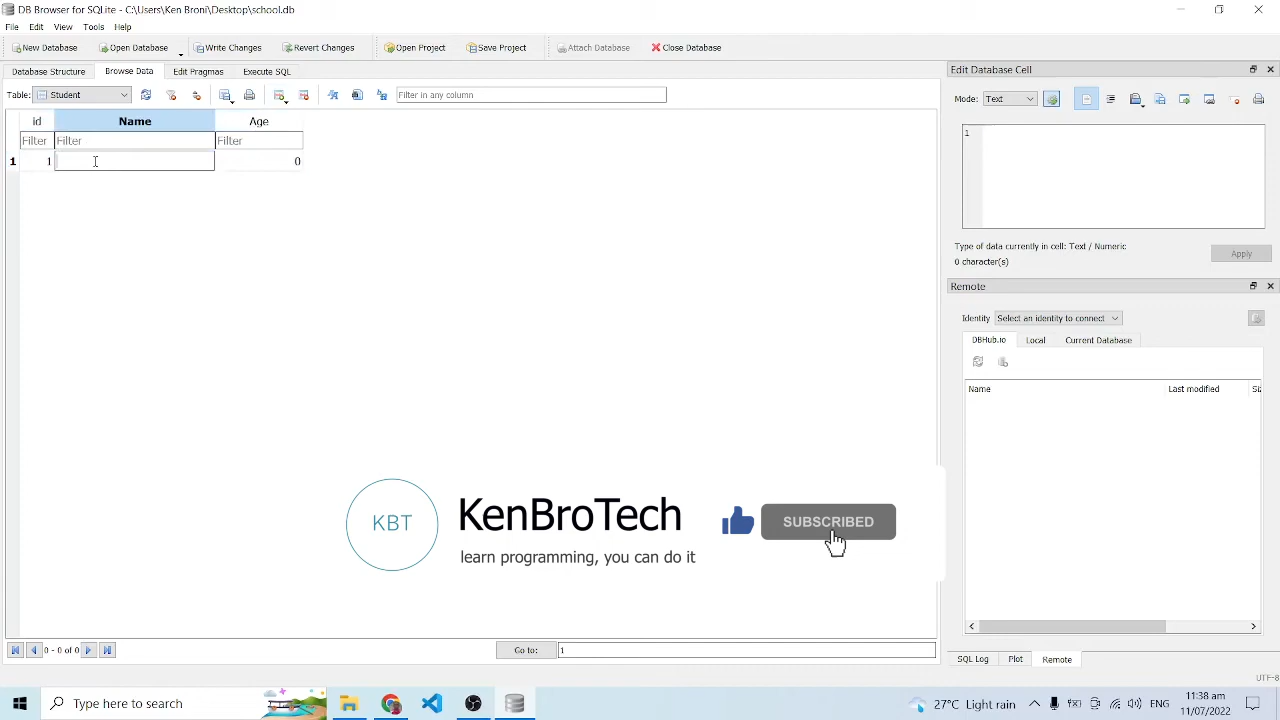 DB Browser for SQLite - C:\Users\Ken Broni\Desktop\school.db
File Edit View Tools Help
New Database Open Database Write Changes Revert Changes Open Project Save Project Attach Database Close Database
Database Structure Browse Data Edit Pragmas Execute SQL
Table: Student Filter in any column
id Name Age
Filter Filter Filter
1 1 0
Edit Database Cell
Mode: Text
1
Type of data currently in cell: Text / Numeric
0 character(s)
Apply
Remote
Identity Select an identity to connect
DBHub.io Local Current Database
Name Last modified
KBT
KenBroTech
learn programming, you can do it
SUBSCRIBED
0 - 0 of 0 Go to: 1
SQL Log Plot Remote
UTF-8
Type here to search
27°C Light rain ENG
11:38 am
11/07/2022